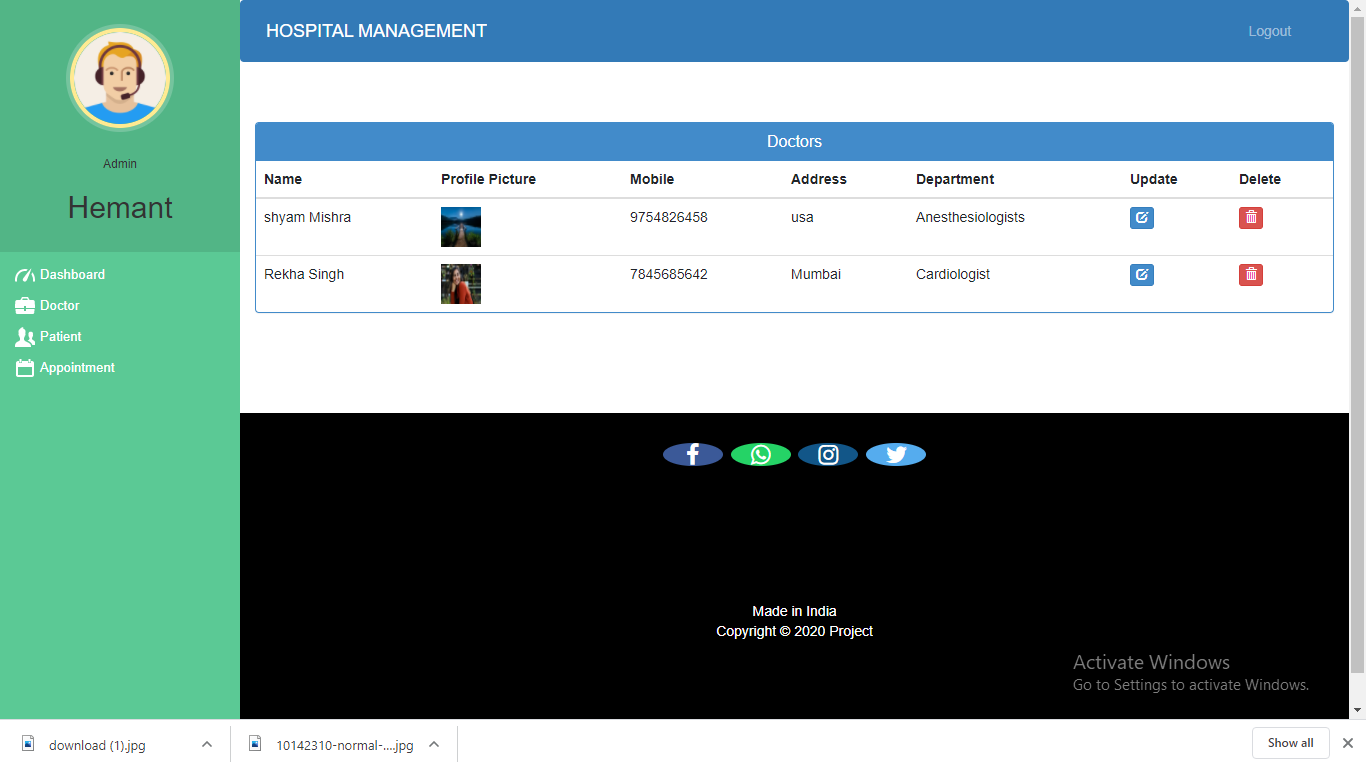 HOSPITAL MANAGEMENT
Logout
Admin
Hemant
Dashboard
Doctor
Patient
Appointment
Doctors
Name Profile Picture Mobile Address Department Update Delete
shyam Mishra 9754826458 usa Anesthesiologists
Rekha Singh 7845685642 Mumbai Cardiologist
Made in India
Copyright © 2020 Project
Activate Windows
Go to Settings to activate Windows.
download (1).jpg 10142310-normal-....jpg Show all